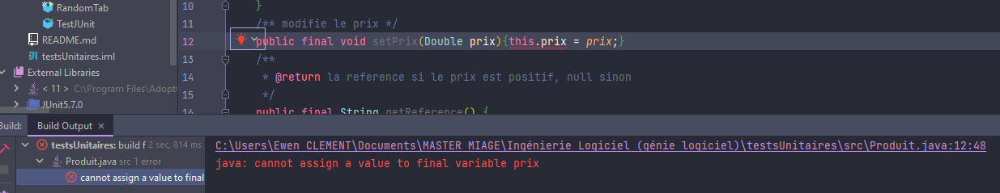 RandomTab
TestJUnit
README.md
testsUnitaires.iml
External Libraries
< 11 > C:\Program Files\Adopt
JUnit5.7.0
10 }
11 /** modifie le prix */
12 public final void setPrix(Double prix){this.prix = prix;}
13 /**
14 * @return la reference si le prix est positif, null sinon
15 */
16 public final String getReference() {
Build: Build Output ×
testsUnitaires: build f 2 sec, 814 ms
Produit.java src 1 error
cannot assign a value to final
C:\Users\Ewen CLEMENT\Documents\MASTER MIAGE\Ingénierie Logiciel (génie logiciel)\testsUnitaires\src\Produit.java:12:48
java: cannot assign a value to final variable prix